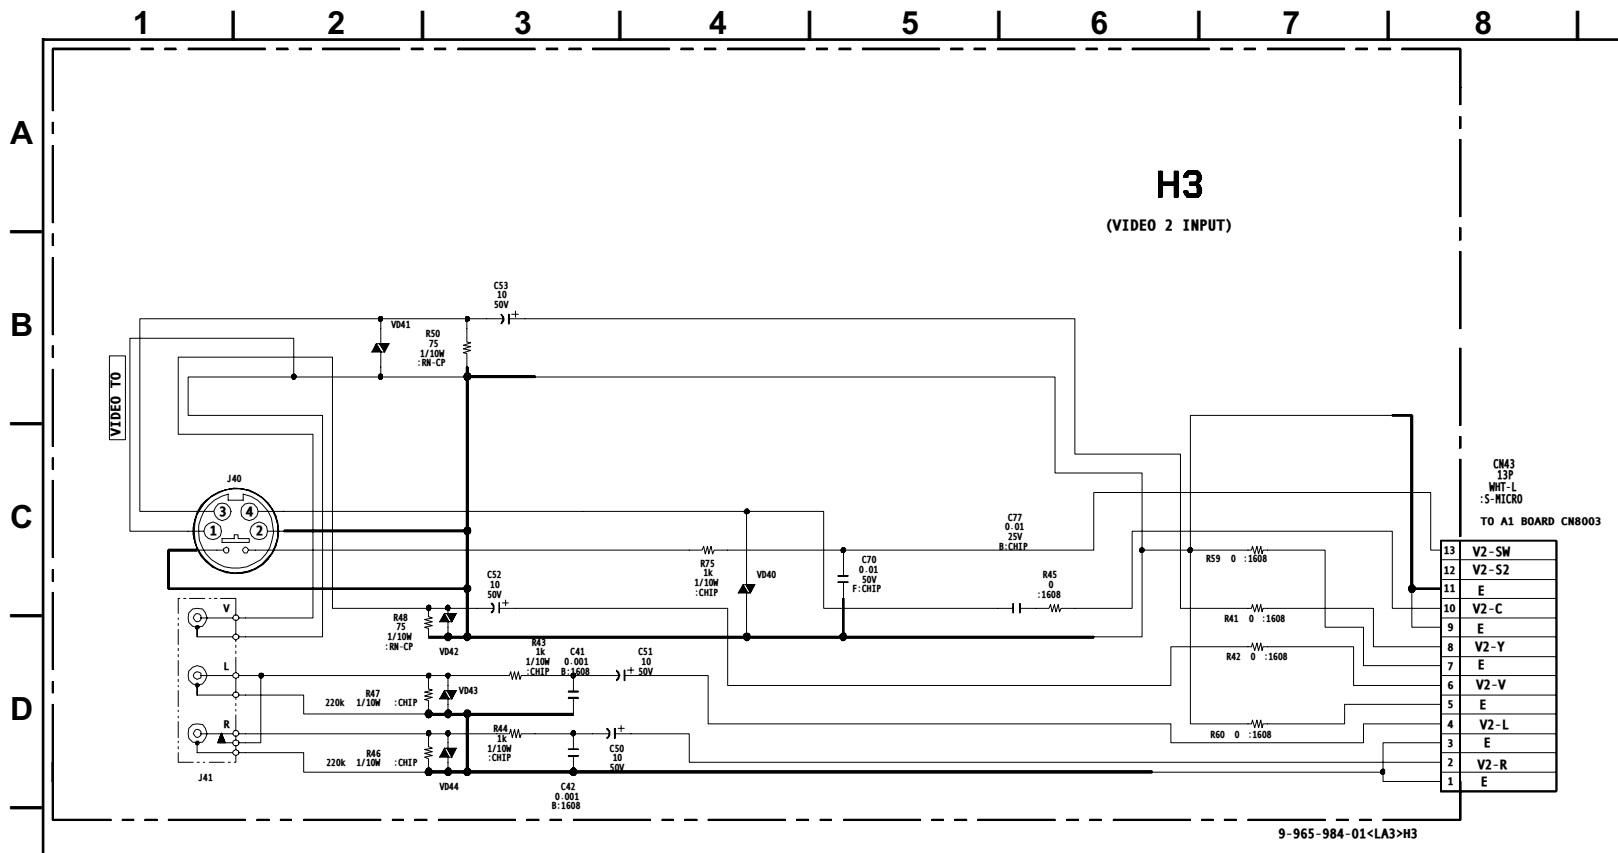 1 2 3 4 5 6 7 8
A
B
C
D
H3
(VIDEO 2 INPUT)
C53
10
50V
+
VD41
R50
75
1/10W
:RN-CP
VIDEO TO
J40
3 4
1 2
C77
0.01
25V
B:CHIP
CN43
13P
WHT-L
:S-MICRO
TO A1 BOARD CN8003
R75
1k
1/10W
:CHIP
VD40
C70
0.01
50V
F:CHIP
R45
0
:1608
R59 0 :1608
C52
10
50V
+
R48
75
1/10W
:RN-CP
VD42
R41 0 :1608
R42 0 :1608
R43
1k
1/10W
:CHIP
C41
0.001
B:1608
C51
10
50V
+
V
L
R
J41
R47
220k 1/10W :CHIP
VD43
R44
1k
1/10W
:CHIP
C50
10
50V
+
R60 0 :1608
R46
220k 1/10W :CHIP
VD44
C42
0.001
B:1608
13 V2-SW
12 V2-S2
11 E
10 V2-C
9 E
8 V2-Y
7 E
6 V2-V
5 E
4 V2-L
3 E
2 V2-R
1 E
9-965-984-01<LA3>H3